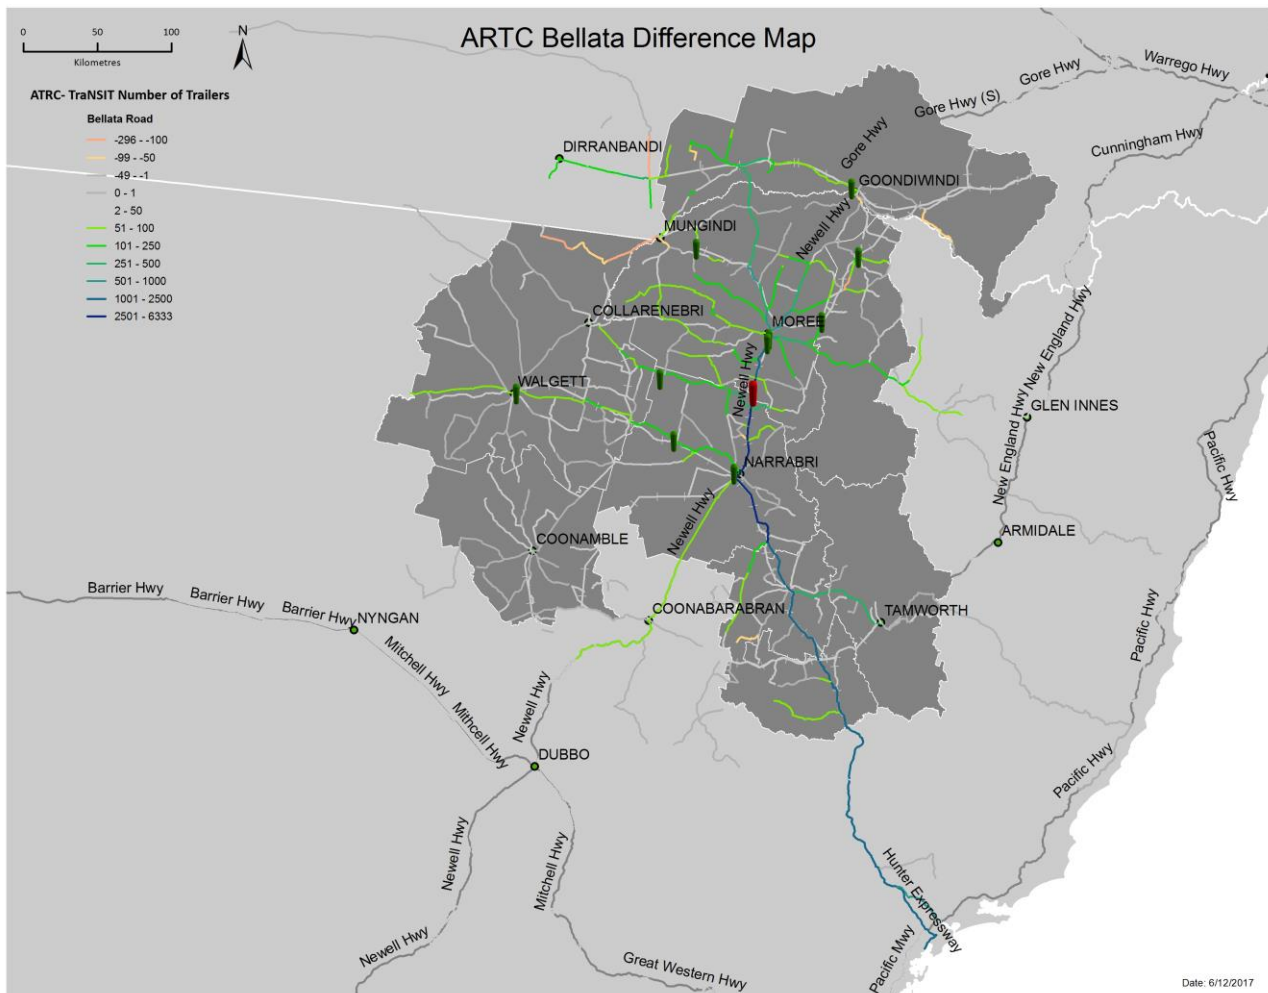 ARTC Bellata Difference Map
0
50
100
Kilometres
N
ATRC- TraNSIT Number of Trailers
Bellata Road
-296 - -100
-99 - -50
-49 - -1
0 - 1
2 - 50
51 - 100
101 - 250
251 - 500
501 - 1000
1001 - 2500
2501 - 6333
Warrego Hwy
Gore Hwy
Gore Hwy (S)
Cunningham Hwy
Gore Hwy
DIRRANBANDI
GOONDIWINDI
MUNGINDI
Newell Hwy
COLLARENEBRI
MOREE
New England Hwy
Newell Hwy
WALGETT
GLEN INNES
New England Hwy
Pacific Hwy
NARRABRI
Newell Hwy
COONAMBLE
ARMIDALE
Barrier Hwy
Barrier Hwy
Barrier Hwy
NYNGAN
COONABARABRAN
TAMWORTH
Pacific Hwy
Mitchell Hwy
Newell Hwy
Mithcell Hwy
DUBBO
Pacific Hwy
Newell Hwy
Mitchell Hwy
Hunter Expressway
Newell Hwy
Great Western Hwy
Pacific Mwy
Date: 6/12/2017